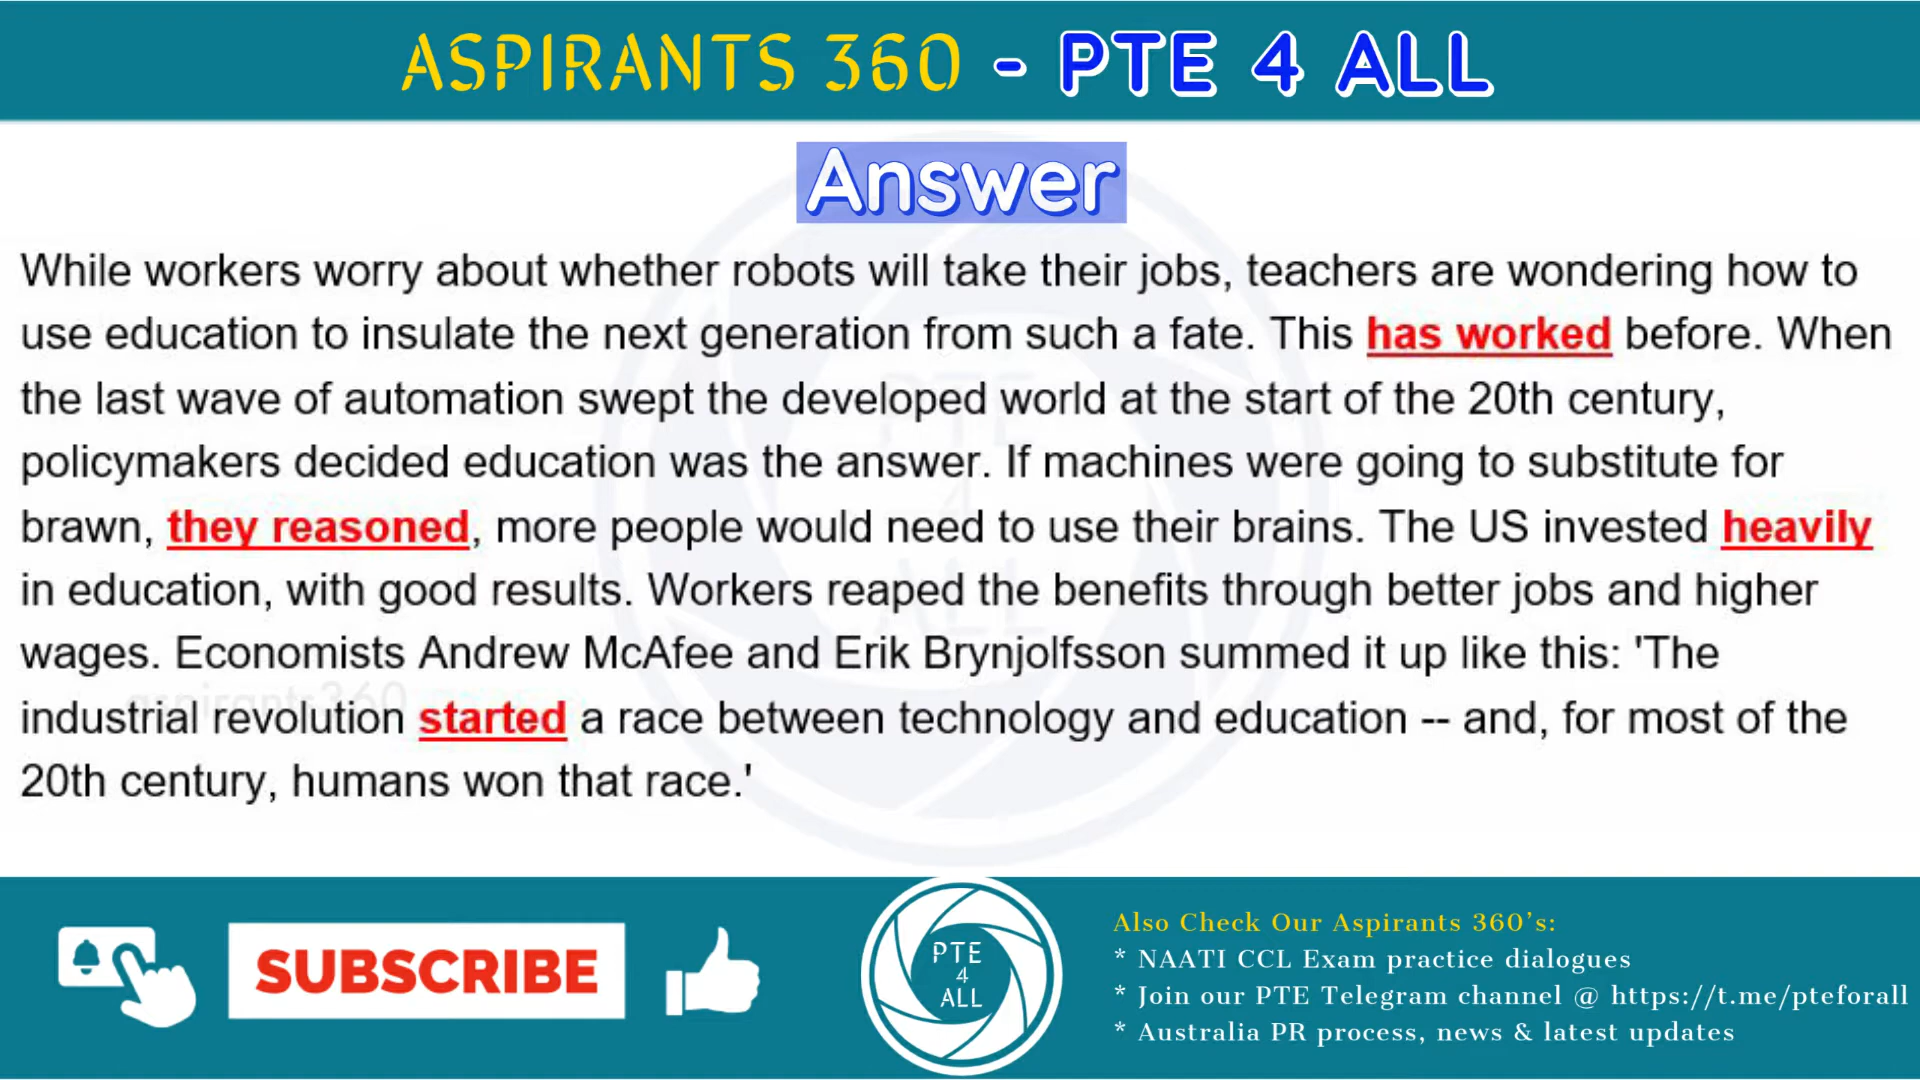 ASPIRANTS 360 - PTE 4 ALL
Answer
While workers worry about whether robots will take their jobs, teachers are wondering how to
use education to insulate the next generation from such a fate. This has worked before. When
the last wave of automation swept the developed world at the start of the 20th century,
policymakers decided education was the answer. If machines were going to substitute for
brawn, they reasoned, more people would need to use their brains. The US invested heavily
in education, with good results. Workers reaped the benefits through better jobs and higher
wages. Economists Andrew McAfee and Erik Brynjolfsson summed it up like this: 'The
aspirants360
industrial revolution started a race between technology and education -- and, for most of the
20th century, humans won that race.'
SUBSCRIBE
PTE
4
ALL
Also Check Our Aspirants 360's:
* NAATI CCL Exam practice dialogues
* Join our PTE Telegram channel @ https://t.me/pteforall
* Australia PR process, news & latest updates